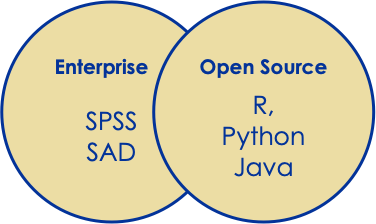 Enterprise
SPSS
SAD
Open Source
R,
Python
Java